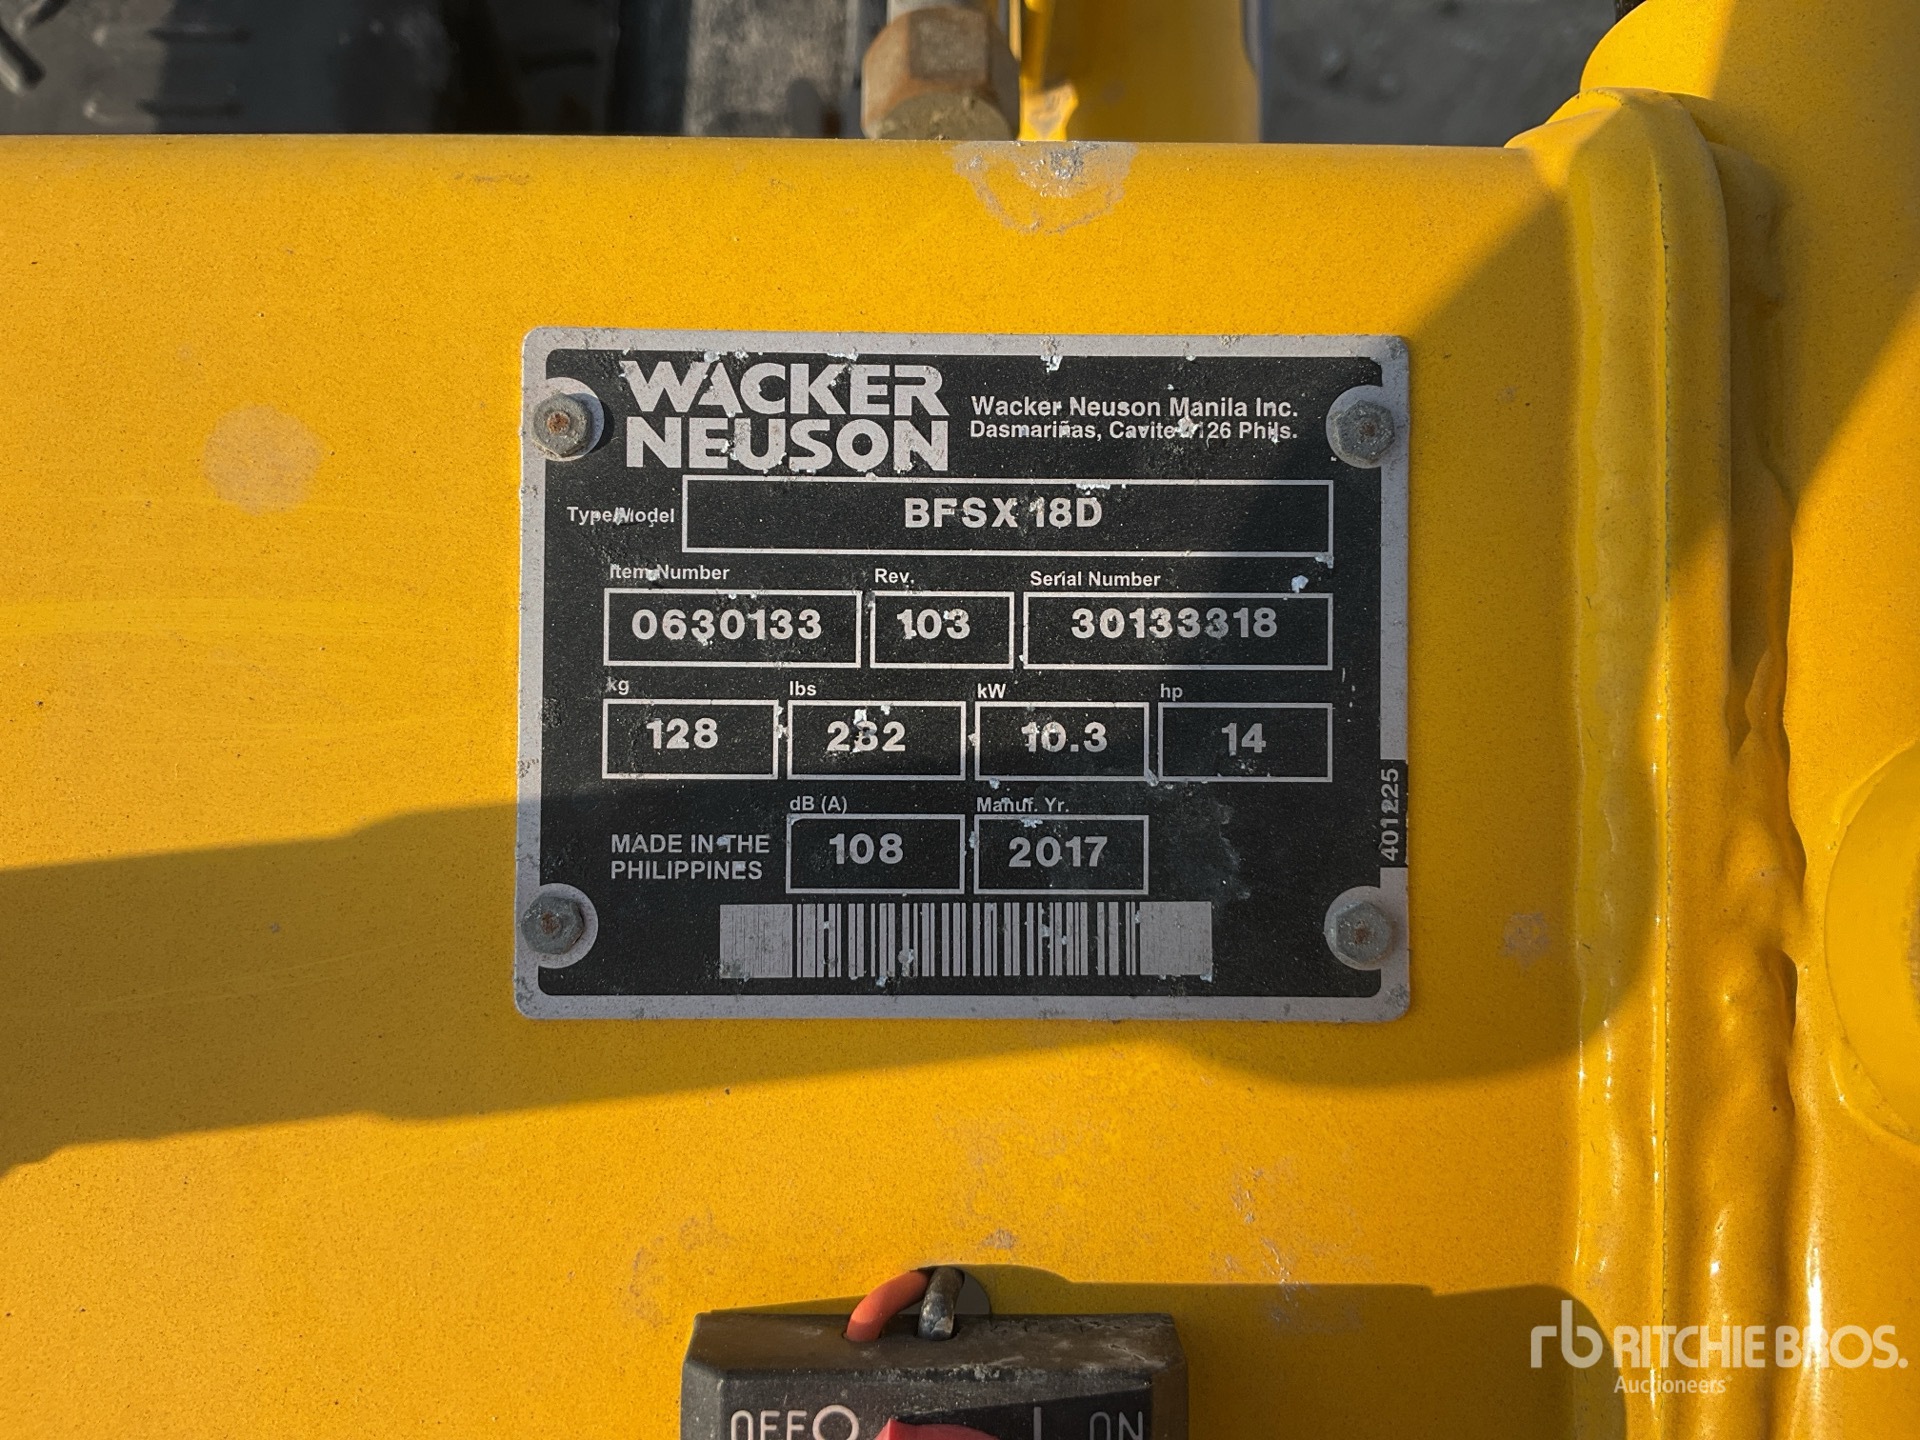 WACKER
NEUSON
Wacker Neuson Manila Inc.
Dasmariñas, Cavite 4126 Phils.
Type/Model
BFSX 18D
Item Number
Rev.
Serial Number
0630133
103
30133318
kg
lbs
kW
hp
128
282
10.3
14
dB (A)
Manuf. Yr.
MADE IN THE
PHILIPPINES
108
2017
401225
OFF
ON
rb RITCHIE BROS.
Auctioneers